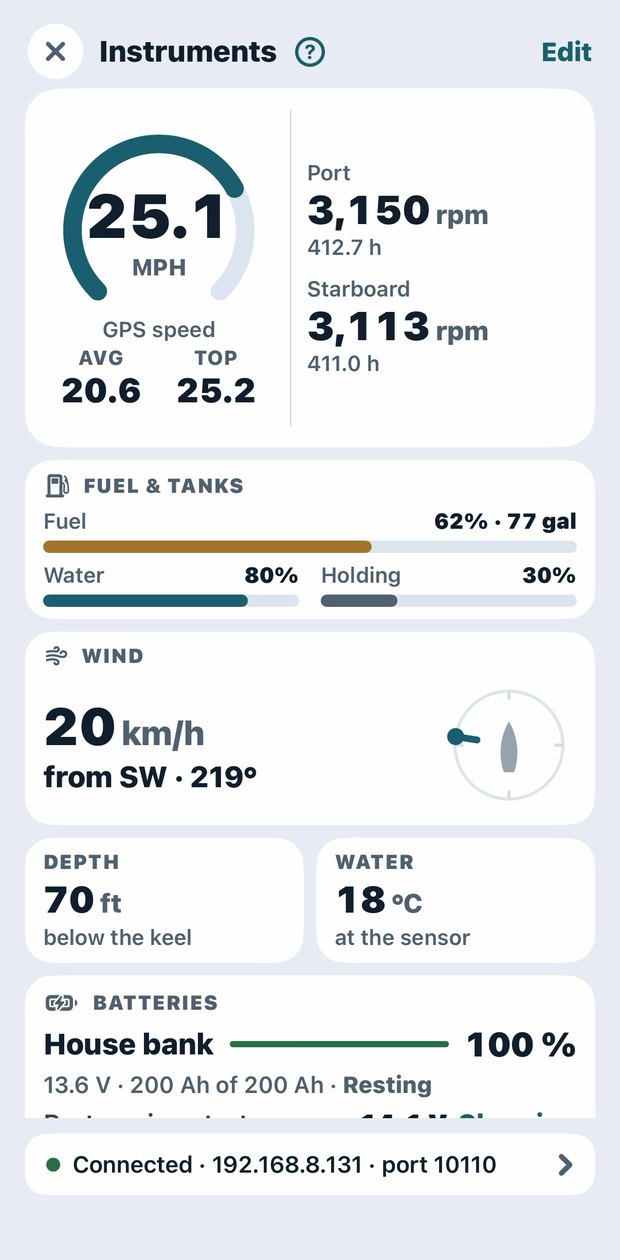 Instruments ? Edit
25.1
MPH
GPS speed
AVG TOP
20.6 25.2
Port
3,150 rpm
412.7 h
Starboard
3,113 rpm
411.0 h
FUEL & TANKS
Fuel 62% · 77 gal
Water 80% Holding 30%
WIND
20 km/h
from SW · 219°
DEPTH
70 ft
below the keel
WATER
18 °C
at the sensor
BATTERIES
House bank 100 %
13.6 V · 200 Ah of 200 Ah · Resting
Connected · 192.168.8.131 · port 10110